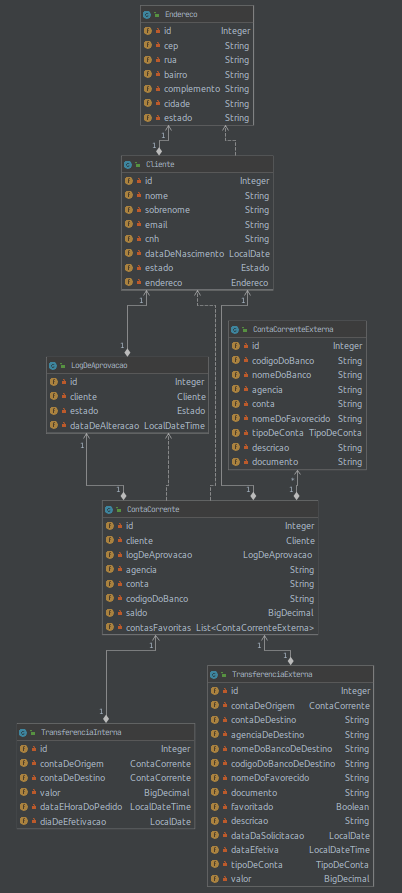 Endereco
id Integer
cep String
rua String
bairro String
complemento String
cidade String
estado String
1
1
Cliente
id Integer
nome String
sobrenome String
email String
cnh String
dataDeNascimento LocalDate
estado Estado
endereco Endereco
1
1
ContaCorrenteExterna
id Integer
codigoDoBanco String
nomeDoBanco String
agencia String
conta String
nomeDoFavorecido String
tipoDeConta TipoDeConta
descricao String
documento String
1
LogDeAprovacao
id Integer
cliente Cliente
estado Estado
dataDeAlteracao LocalDateTime
1
*
1
1
1
ContaCorrente
id Integer
cliente Cliente
logDeAprovacao LogDeAprovacao
agencia String
conta String
codigoDoBanco String
saldo BigDecimal
contasFavoritas List<ContaCorrenteExterna>
1
1
1
TransferenciaExterna
id Integer
contaDeOrigem ContaCorrente
contaDeDestino String
agenciaDeDestino String
nomeDoBancoDeDestino String
codigoDoBancoDeDestino String
nomeDoFavorecido String
documento String
favoritado Boolean
descricao String
dataDaSolicitacao LocalDate
dataEfetiva LocalDateTime
tipoDeConta TipoDeConta
valor BigDecimal
1
TransferenciaInterna
id Integer
contaDeOrigem ContaCorrente
contaDeDestino ContaCorrente
valor BigDecimal
dataEHoraDoPedido LocalDateTime
diaDeEfetivacao LocalDate